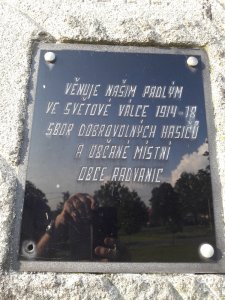 VĚNUJE NAŠIM PADLÝM
VE SVĚTOVÉ VÁLCE 1914-18
SBOR DOBROVOLNÝCH HASIČŮ
A OBČANÉ MÍSTNÍ
OBCE RADVANIC